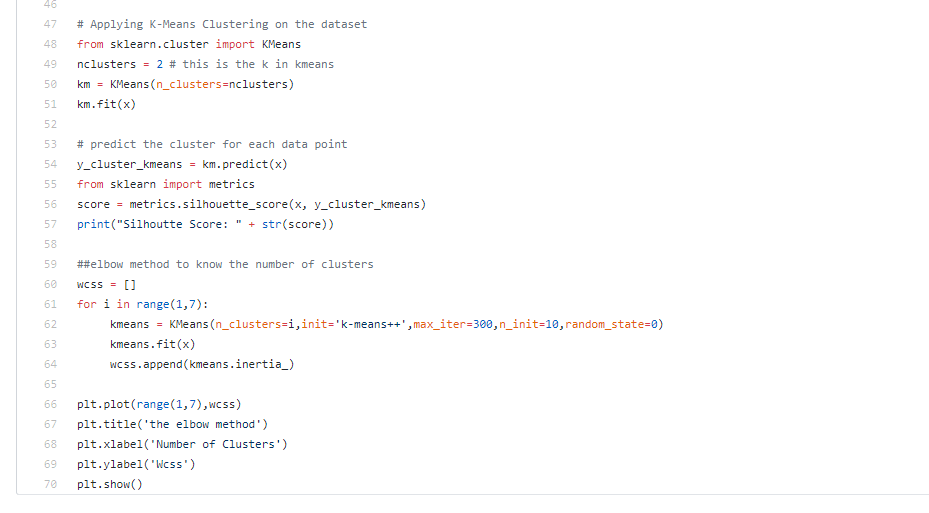 46
47 # Applying K-Means Clustering on the dataset
48 from sklearn.cluster import KMeans
49 nclusters = 2 # this is the k in kmeans
50 km = KMeans(n_clusters=nclusters)
51 km.fit(x)
52
53 # predict the cluster for each data point
54 y_cluster_kmeans = km.predict(x)
55 from sklearn import metrics
56 score = metrics.silhouette_score(x, y_cluster_kmeans)
57 print("Silhoutte Score: " + str(score))
58
59 ##elbow method to know the number of clusters
60 wcss = []
61 for i in range(1,7):
62     kmeans = KMeans(n_clusters=i,init='k-means++',max_iter=300,n_init=10,random_state=0)
63     kmeans.fit(x)
64     wcss.append(kmeans.inertia_)
65
66 plt.plot(range(1,7),wcss)
67 plt.title('the elbow method')
68 plt.xlabel('Number of Clusters')
69 plt.ylabel('Wcss')
70 plt.show()